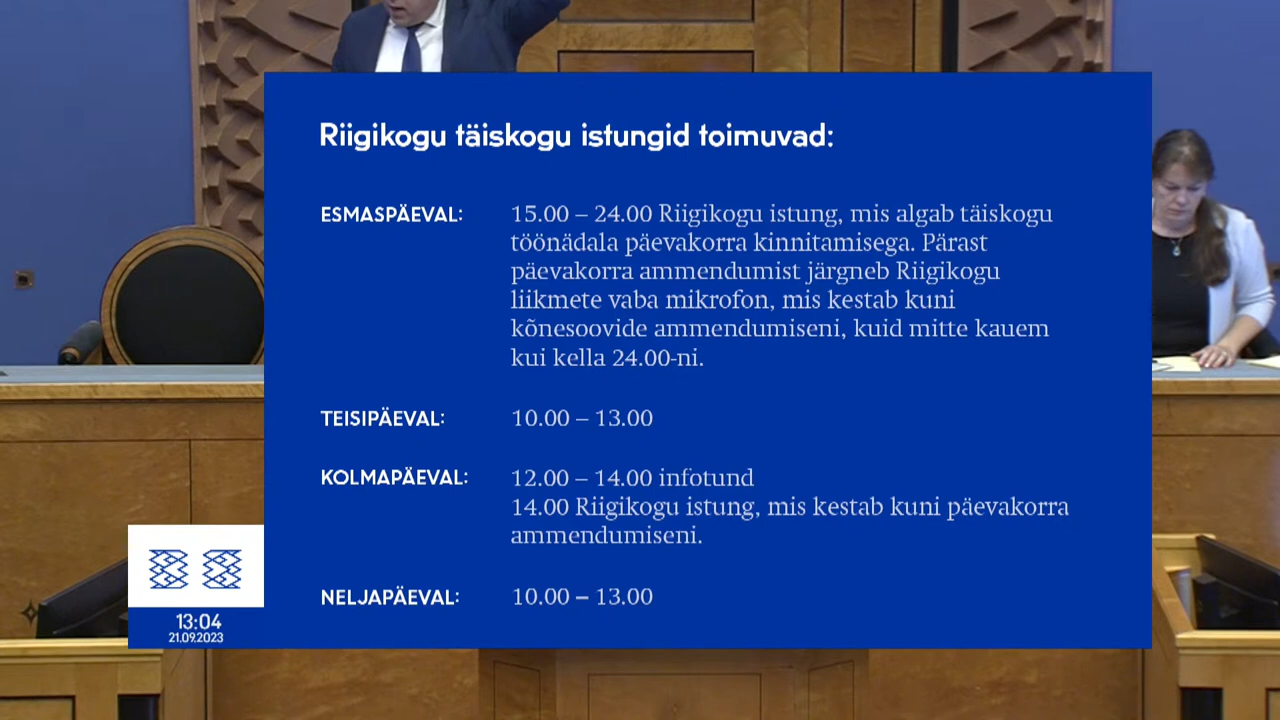 Riigikogu täiskogu istungid toimuvad:
ESMASPÄEVAL:
15.00 – 24.00 Riigikogu istung, mis algab täiskogu
töönädala päevakorra kinnitamisega. Pärast
päevakorra ammendumist järgneb Riigikogu
liikmete vaba mikrofon, mis kestab kuni
kõnesoovide ammendumiseni, kuid mitte kauem
kui kella 24.00-ni.
TEISIPÄEVAL:
10.00 – 13.00
KOLMAPÄEVAL:
12.00 – 14.00 infotund
14.00 Riigikogu istung, mis kestab kuni päevakorra
ammendumiseni.
NELJAPÄEVAL:
10.00 – 13.00
13:04
21.09.2023